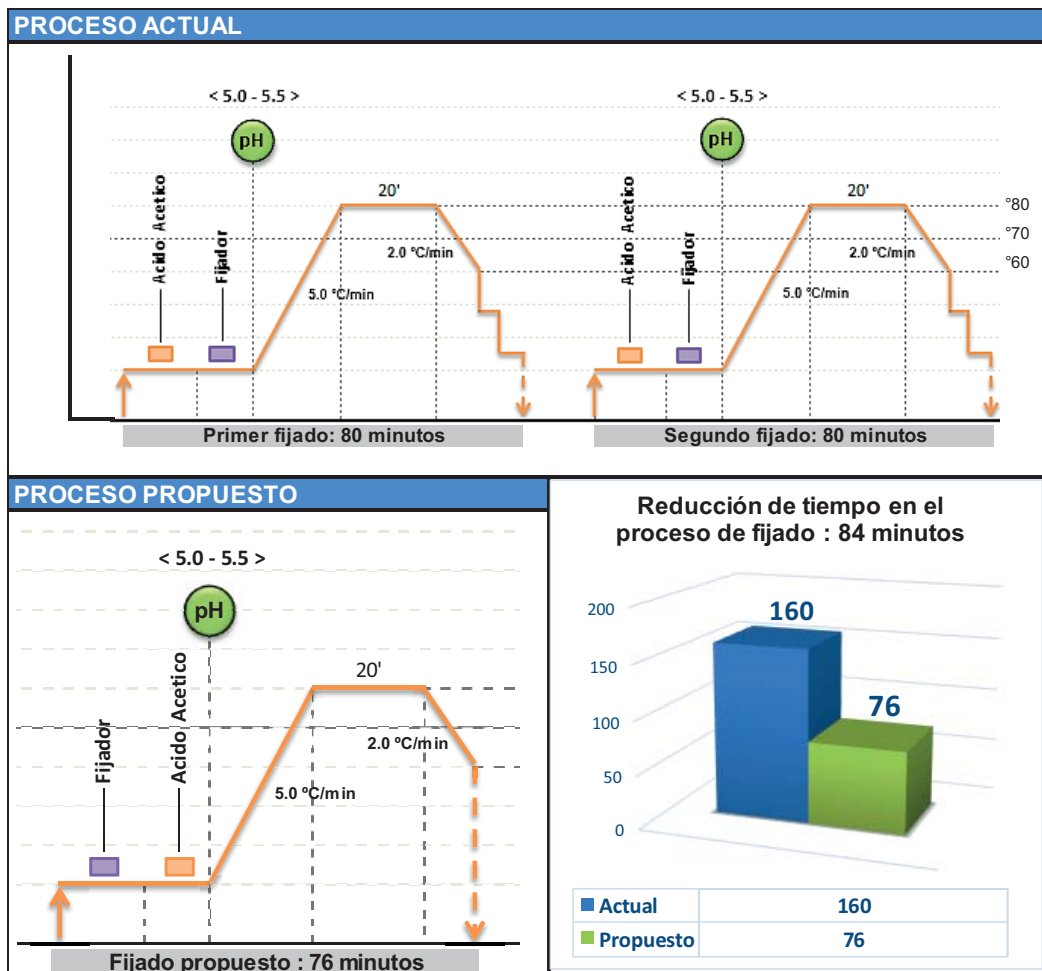 PROCESO ACTUAL
< 5.0 - 5.5 >
pH
Acido Acetico
Fijador
20'
5.0 °C/min
2.0 ºC/min
Primer fijado: 80 minutos
< 5.0 - 5.5 >
pH
Acido Acetico
Fijador
20'
5.0 °C/min
2.0 ºC/min
°80
°70
°60
Segundo fijado: 80 minutos
PROCESO PROPUESTO
< 5.0 - 5.5 >
pH
Fijador
Acido Acetico
20'
5.0 ºC/min
2.0 ºC/min
Fijado propuesto : 76 minutos
Reducción de tiempo en el
proceso de fijado : 84 minutos
200
150
100
50
0
160
76
Actual 160
Propuesto 76